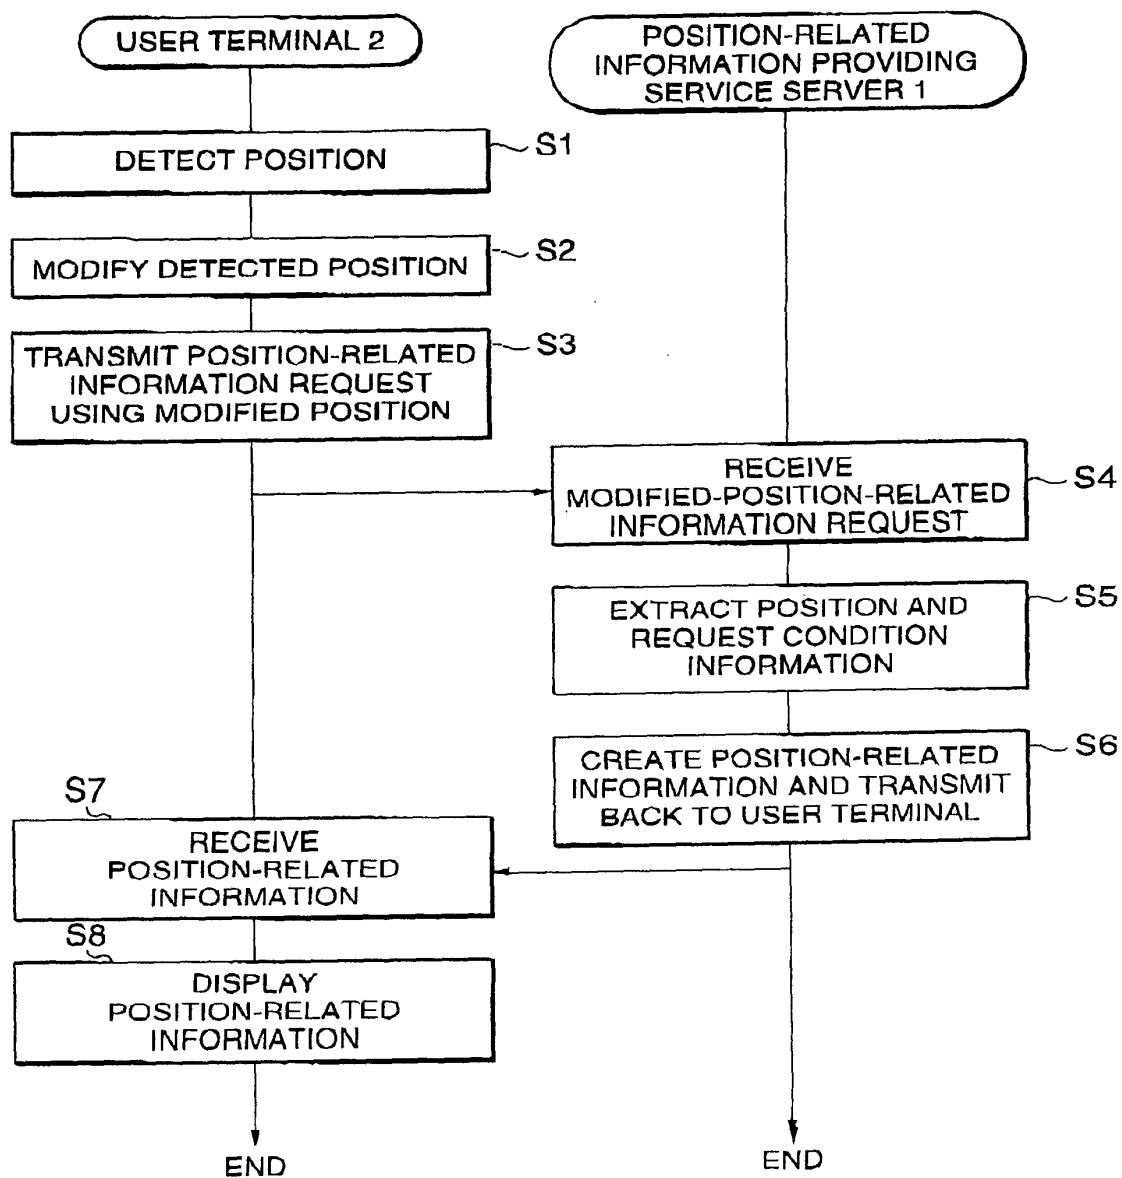 USER TERMINAL 2
POSITION-RELATED
INFORMATION PROVIDING
SERVICE SERVER 1
DETECT POSITION
S1
MODIFY DETECTED POSITION
S2
TRANSMIT POSITION-RELATED
INFORMATION REQUEST
USING MODIFIED POSITION
S3
RECEIVE
MODIFIED-POSITION-RELATED
INFORMATION REQUEST
S4
EXTRACT POSITION AND
REQUEST CONDITION
INFORMATION
S5
CREATE POSITION-RELATED
INFORMATION AND TRANSMIT
BACK TO USER TERMINAL
S6
S7
RECEIVE
POSITION-RELATED
INFORMATION
S8
DISPLAY
POSITION-RELATED
INFORMATION
END
END